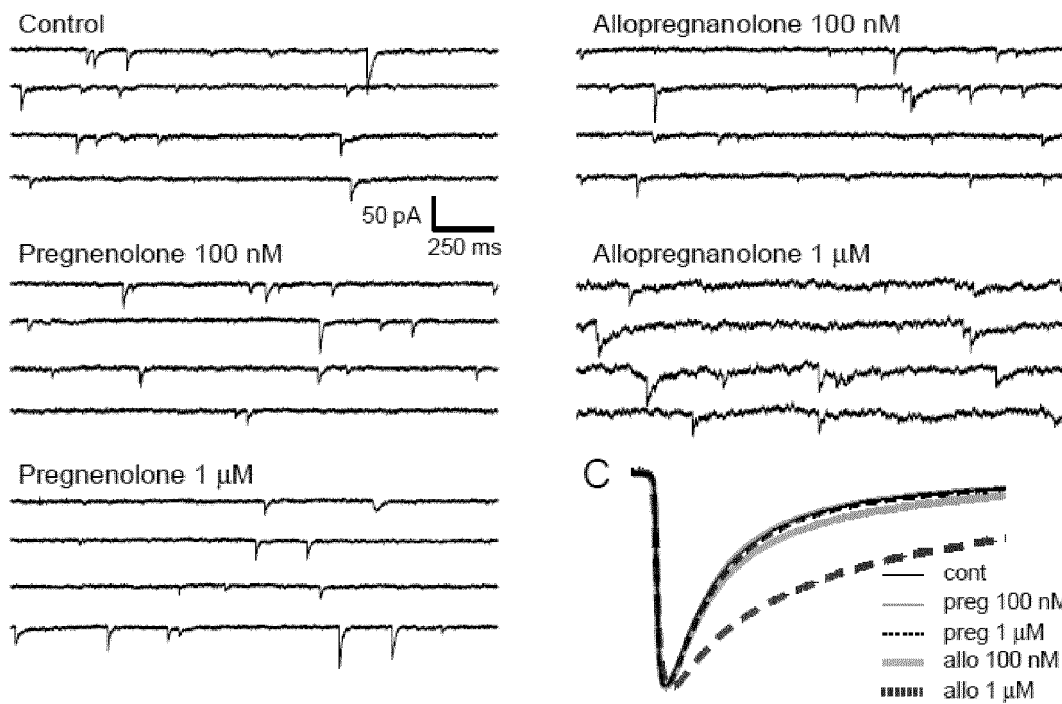 Control
Allopregnanolone 100 nM
50 pA
250 ms
Pregnenolone 100 nM
Allopregnanolone 1 μM
Pregnenolone 1 μM
C
cont
preg 100 nM
preg 1 μM
allo 100 nM
allo 1 μM